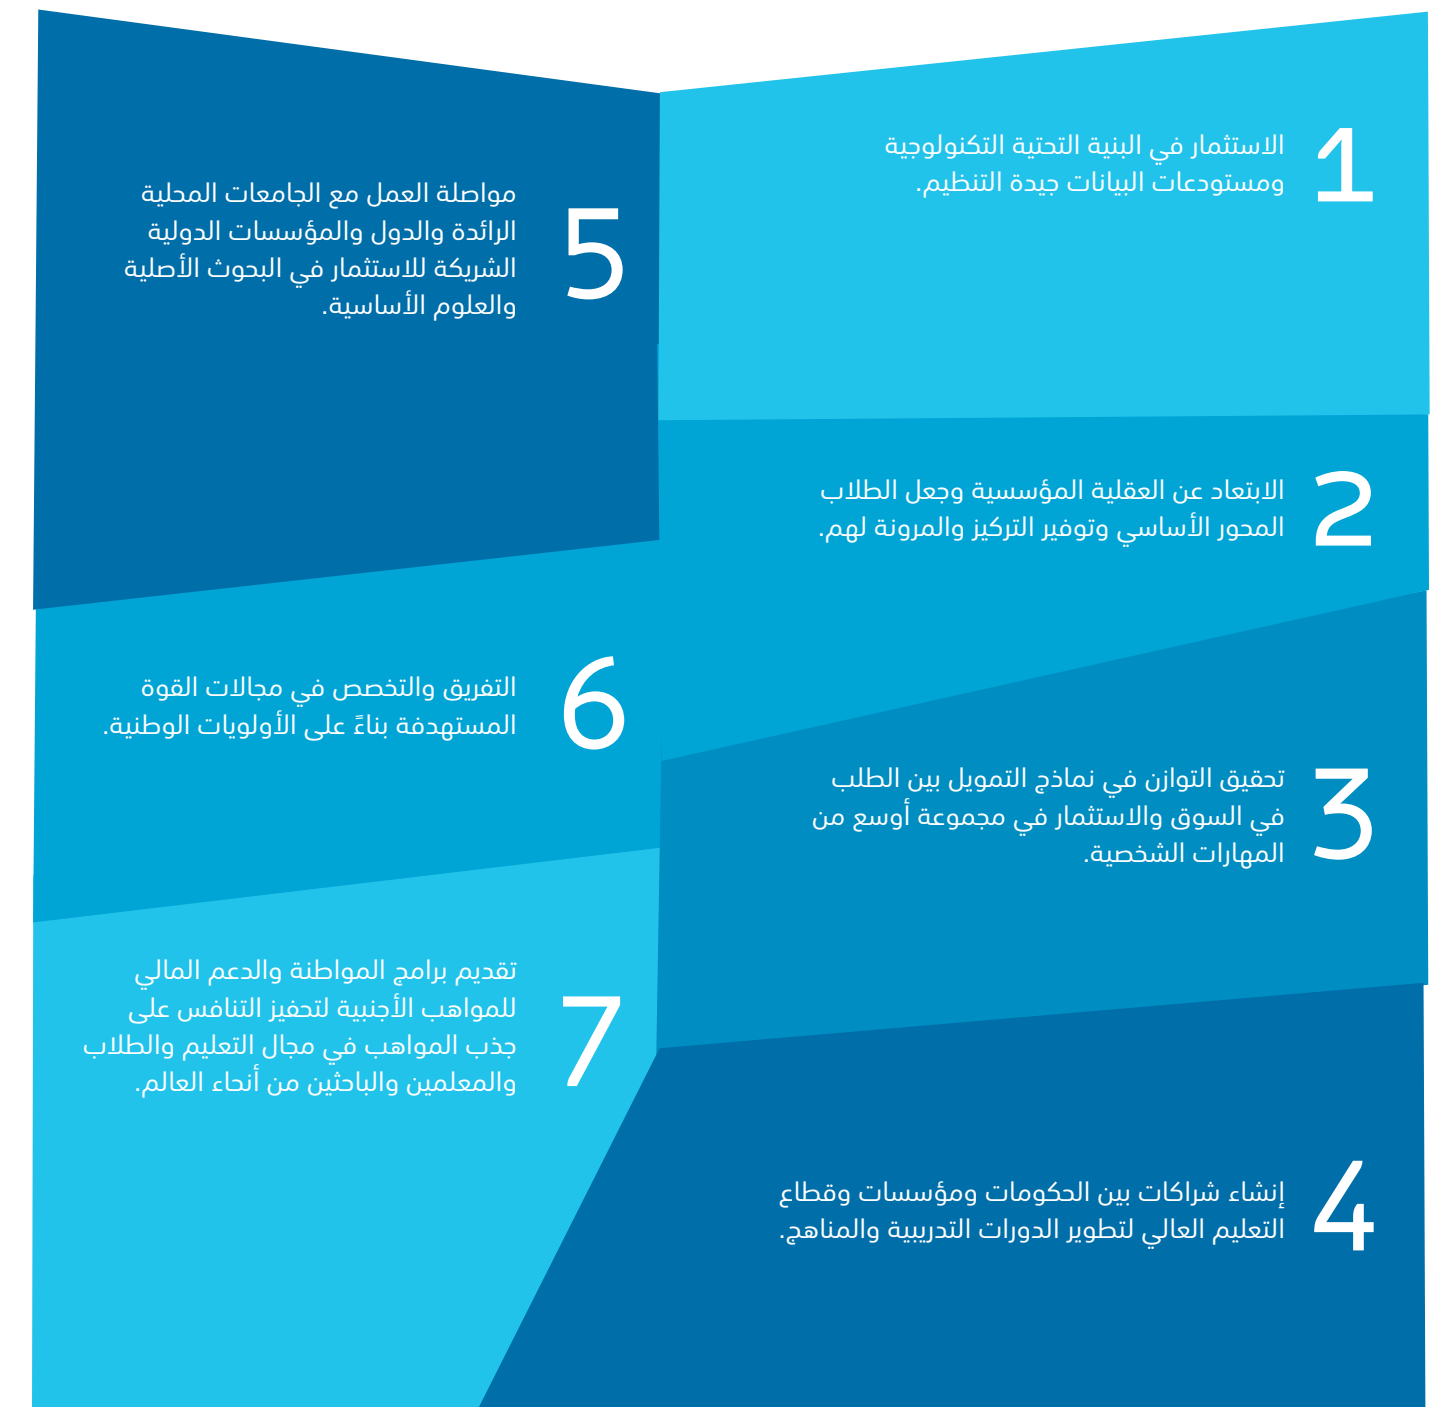 1
الاستثمار في البنية التحتية التكنولوجية
ومستودعات البيانات جيدة التنظيم.
2
الابتعاد عن العقلية المؤسسية وجعل الطلاب
المحور الأساسي وتوفير التركيز والمرونة لهم.
3
تحقيق التوازن في نماذج التمويل بين الطلب
في السوق والاستثمار في مجموعة أوسع من
المهارات الشخصية.
4
إنشاء شراكات بين الحكومات ومؤسسات وقطاع
التعليم العالي لتطوير الدورات التدريبية والمناهج.
5
مواصلة العمل مع الجامعات المحلية
الرائدة والدول والمؤسسات الدولية
الشريكة للاستثمار في البحوث الأصلية
والعلوم الأساسية.
6
التفريق والتخصص في مجالات القوة
المستهدفة بناءً على الأولويات الوطنية.
7
تقديم برامج المواطنة والدعم المالي
للمواهب الأجنبية لتحفيز التنافس على
جذب المواهب في مجال التعليم والطلاب
والمعلمين والباحثين من أنحاء العالم.